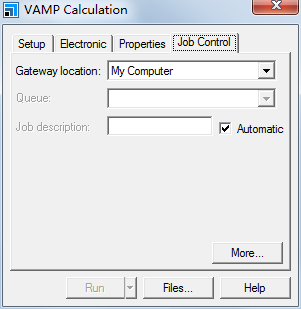 VAMP Calculation
Setup Electronic Properties Job Control
Gateway location: My Computer
Queue:
Job description: Automatic
More...
Run Files... Help